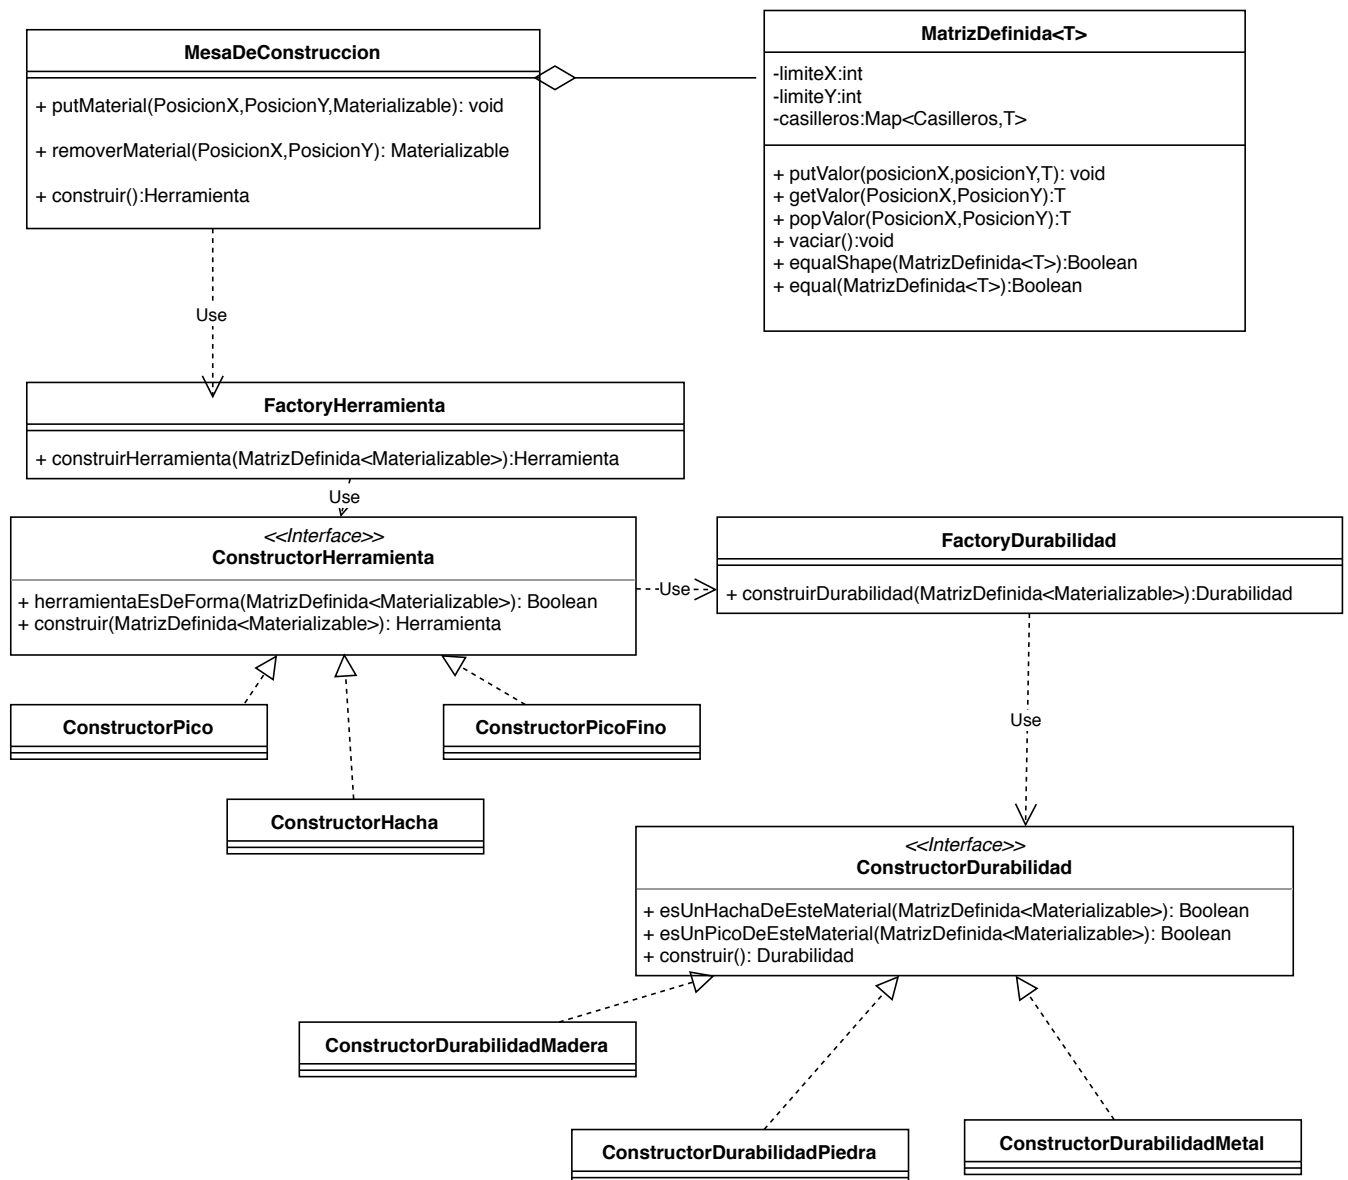 MesaDeConstruccion
+ putMaterial(PosicionX,PosicionY,Materializable): void
+ removerMaterial(PosicionX,PosicionY): Materializable
+ construir():Herramienta
MatrizDefinida<T>
-limiteX:int
-limiteY:int
-casilleros:Map<Casilleros,T>
+ putValor(posicionX,posicionY,T): void
+ getValor(PosicionX,PosicionY):T
+ popValor(PosicionX,PosicionY):T
+ vaciar():void
+ equalShape(MatrizDefinida<T>):Boolean
+ equal(MatrizDefinida<T>):Boolean
Use
FactoryHerramienta
+ construirHerramienta(MatrizDefinida<Materializable>):Herramienta
Use
<<Interface>>
ConstructorHerramienta
+ herramientaEsDeForma(MatrizDefinida<Materializable>): Boolean
+ construir(MatrizDefinida<Materializable>): Herramienta
Use
FactoryDurabilidad
+ construirDurabilidad(MatrizDefinida<Materializable>):Durabilidad
ConstructorPico
ConstructorPicoFino
ConstructorHacha
Use
<<Interface>>
ConstructorDurabilidad
+ esUnHachaDeEsteMaterial(MatrizDefinida<Materializable>): Boolean
+ esUnPicoDeEsteMaterial(MatrizDefinida<Materializable>): Boolean
+ construir(): Durabilidad
ConstructorDurabilidadMadera
ConstructorDurabilidadPiedra
ConstructorDurabilidadMetal